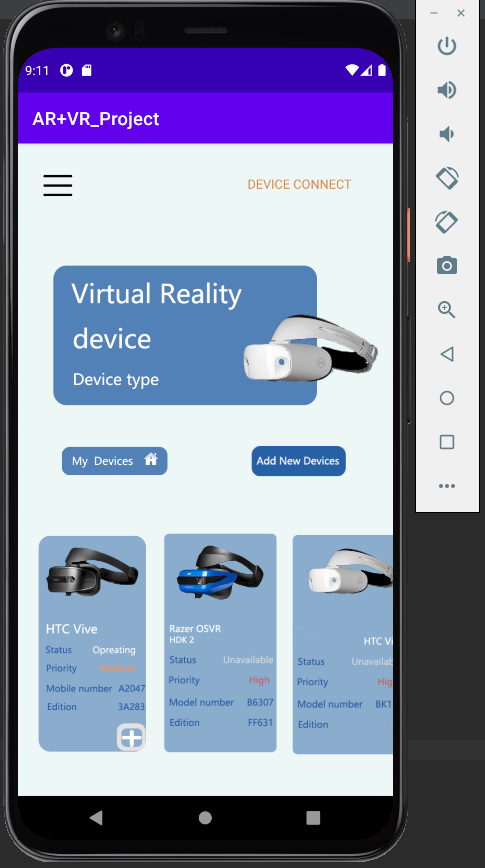 9:11
AR+VR_Project
DEVICE CONNECT
Virtual Reality
device
Device type
My Devices
Add New Devices
HTC Vive
Status Opreating
Priority Medium
Mobile number A2047
Edition 3A283
Razer OSVR
HDK 2
Status Unavailable
Priority High
Model number B6307
Edition FF631
HTC Vi
Status Unavailab
Priority Hig
Model number BK1
Edition